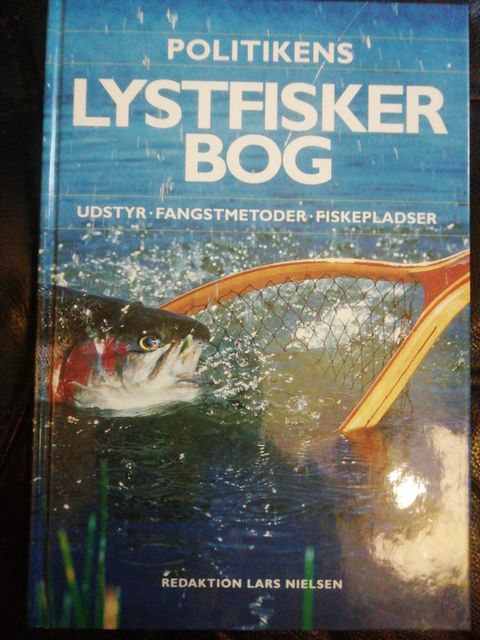 POLITIKENS
LYSTFISKER
BOG
UDSTYR · FANGSTMETODER · FISKEPLADSER
REDAKTION LARS NIELSEN